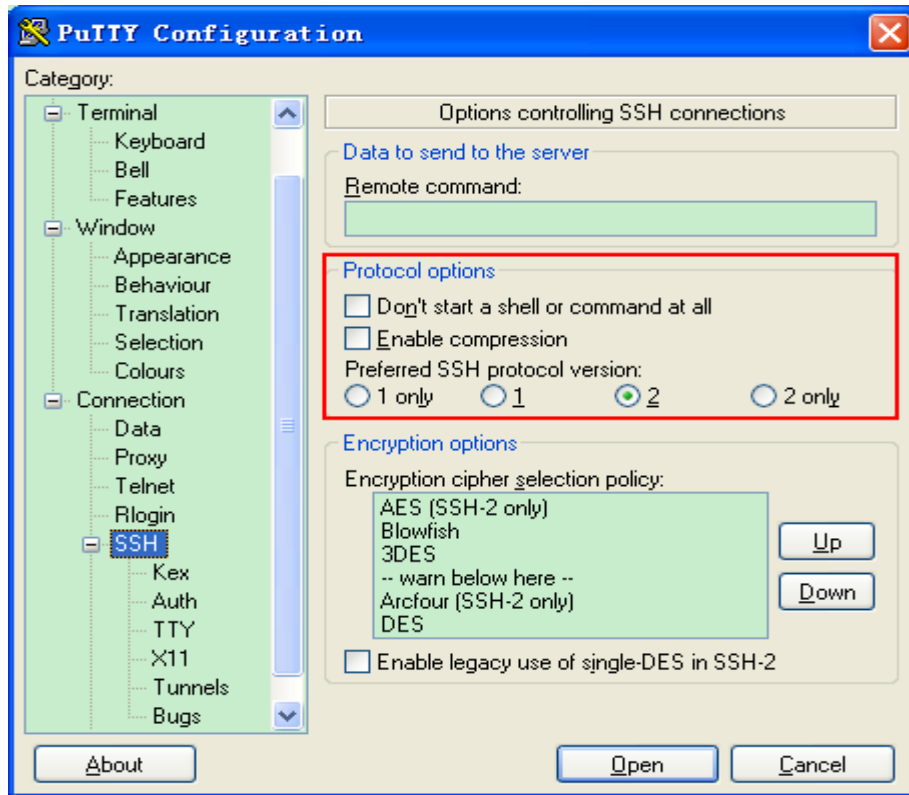 PuTTY Configuration
Category:
Terminal
Keyboard
Bell
Features
Window
Appearance
Behaviour
Translation
Selection
Colours
Connection
Data
Proxy
Telnet
Rlogin
SSH
Kex
Auth
TTY
X11
Tunnels
Bugs
Options controlling SSH connections
Data to send to the server
Remote command:
Protocol options
Don't start a shell or command at all
Enable compression
Preferred SSH protocol version:
1 only 1 2 2 only
Encryption options
Encryption cipher selection policy:
AES (SSH-2 only)
Blowfish
3DES
-- warn below here --
Arcfour (SSH-2 only)
DES
Up
Down
Enable legacy use of single-DES in SSH-2
About Open Cancel